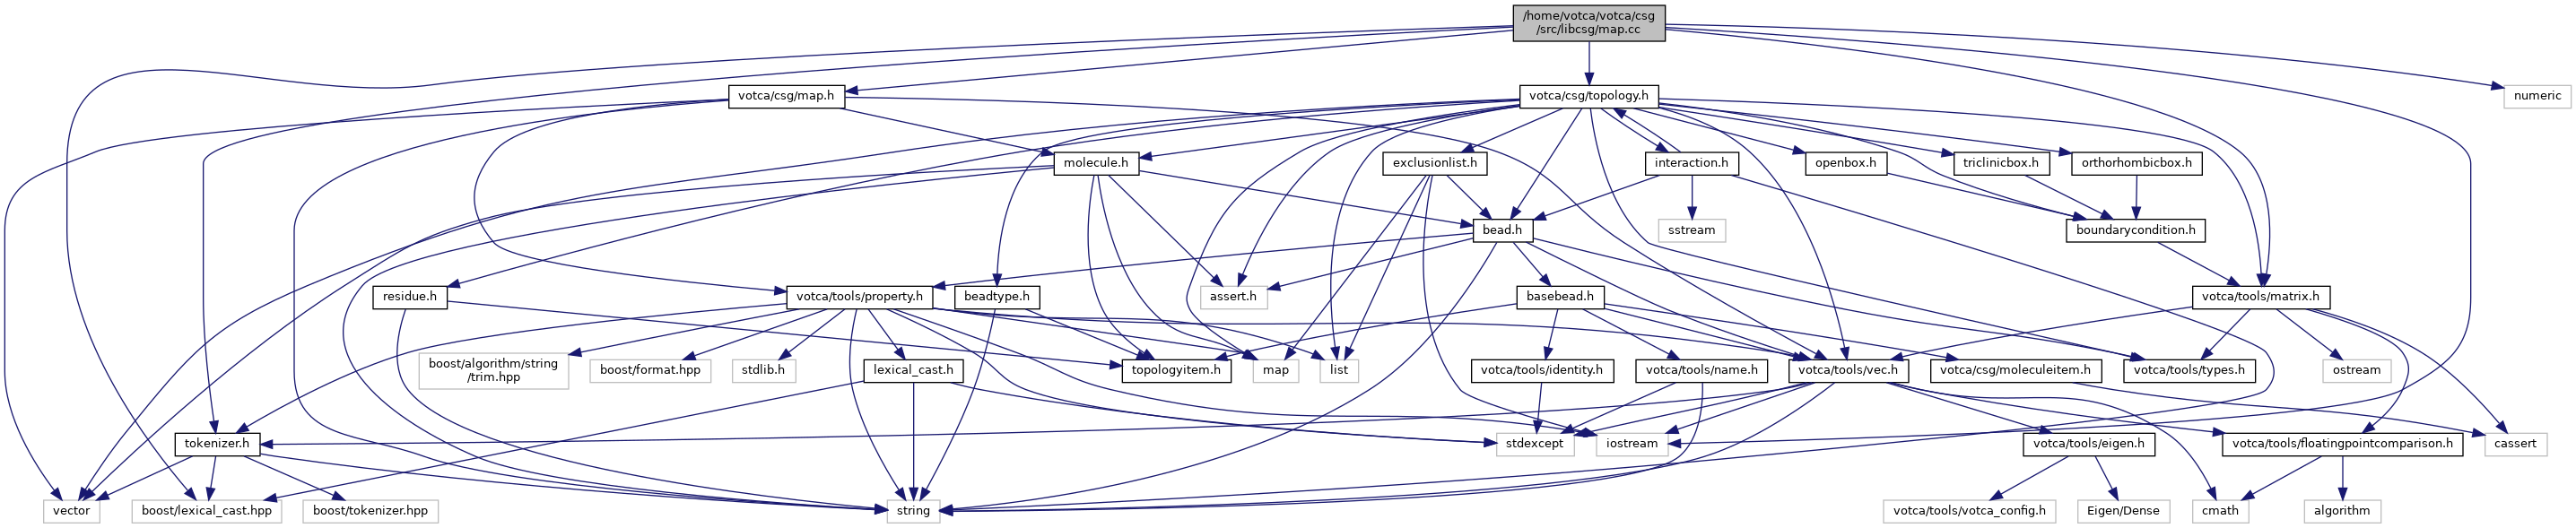 /home/votca/votca/csg
/src/libcsg/map.cc
votca/csg/map.h
votca/csg/topology.h
numeric
molecule.h
exclusionlist.h
interaction.h
openbox.h
triclinicbox.h
orthorhombicbox.h
bead.h
sstream
boundarycondition.h
residue.h
votca/tools/property.h
beadtype.h
assert.h
basebead.h
votca/tools/matrix.h
boost/algorithm/string
/trim.hpp
boost/format.hpp
stdlib.h
lexical_cast.h
topologyitem.h
map
list
votca/tools/identity.h
votca/tools/name.h
votca/tools/vec.h
votca/csg/moleculeitem.h
votca/tools/types.h
ostream
tokenizer.h
stdexcept
iostream
votca/tools/eigen.h
votca/tools/floatingpointcomparison.h
cassert
vector
boost/lexical_cast.hpp
boost/tokenizer.hpp
string
votca/tools/votca_config.h
Eigen/Dense
cmath
algorithm